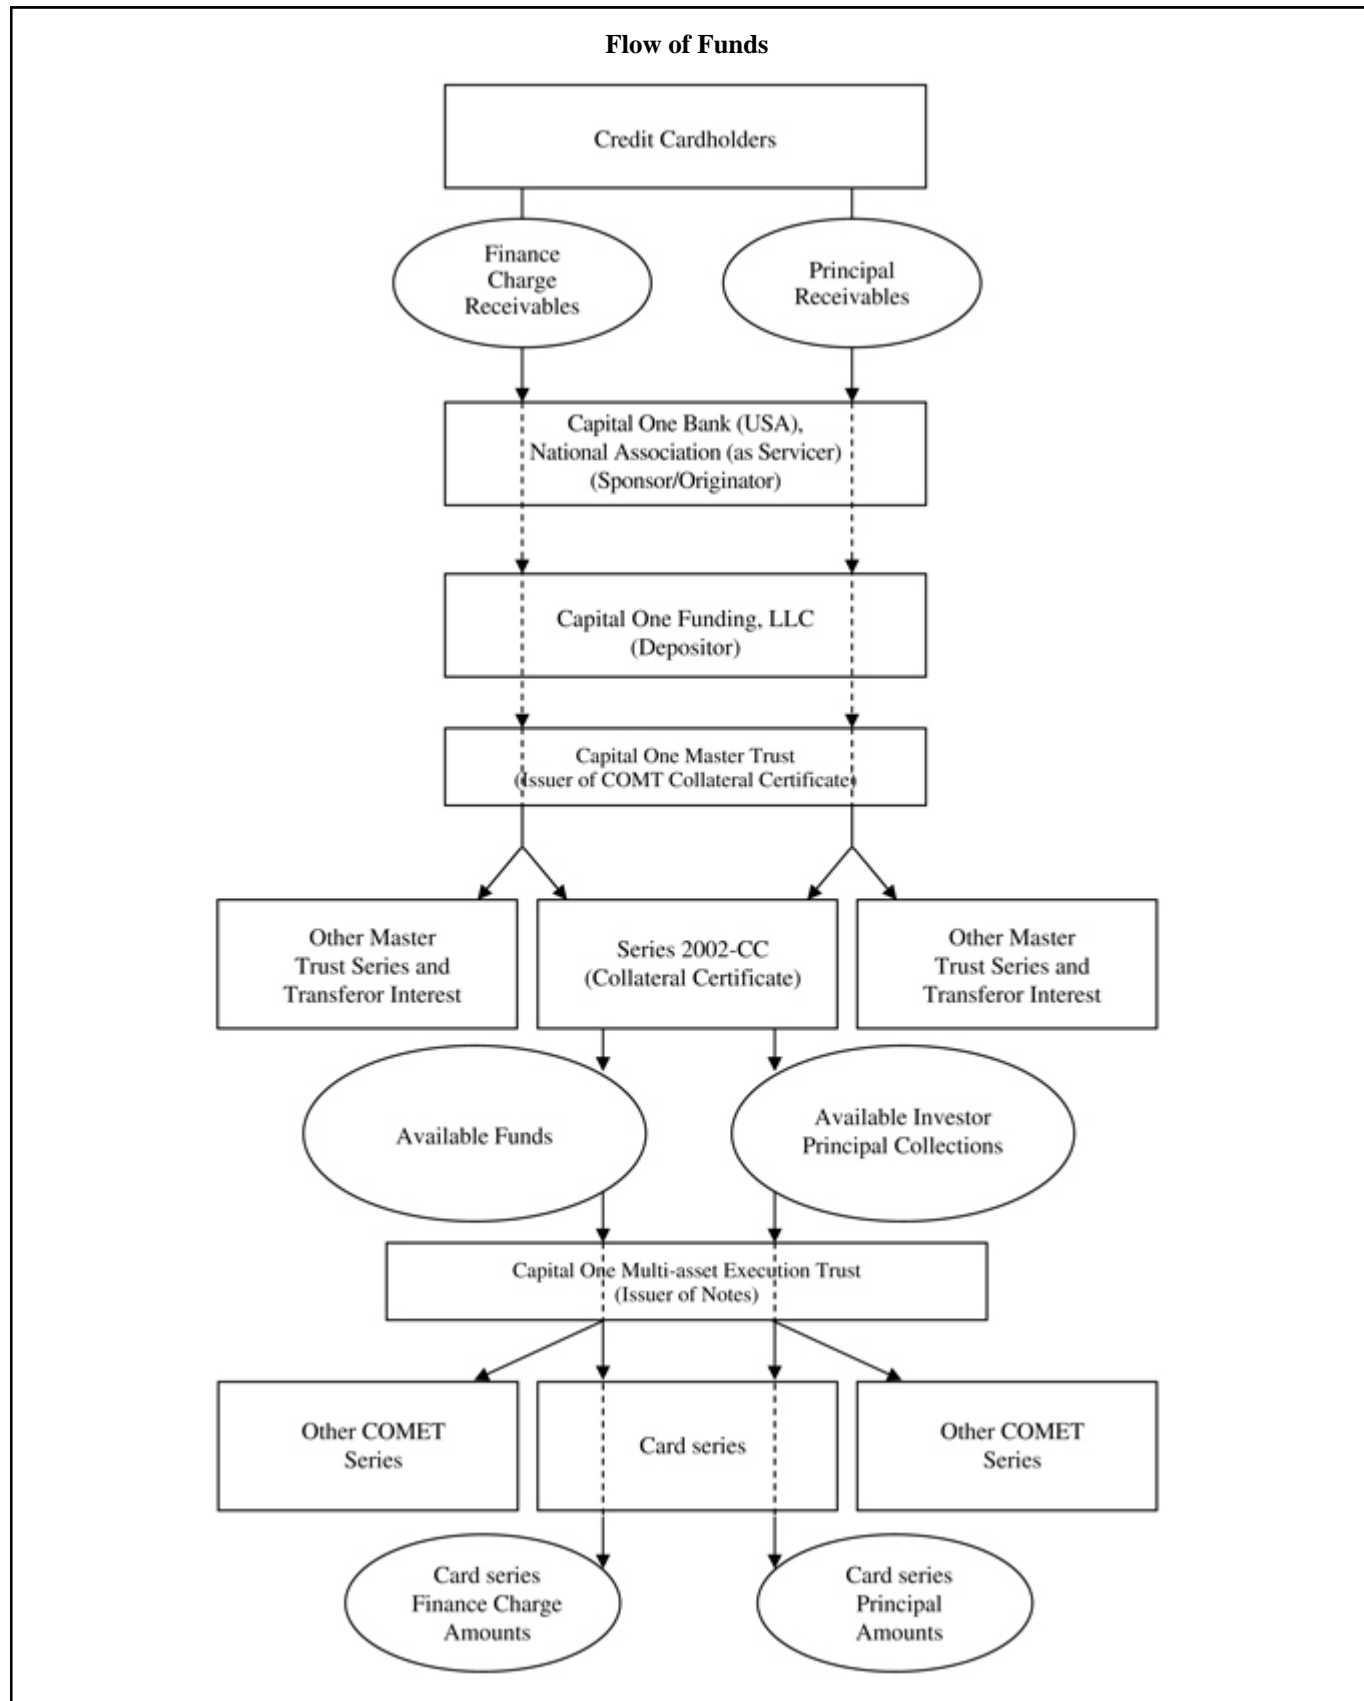 Flow of Funds
Credit Cardholders
Finance
Charge
Receivables
Principal
Receivables
Capital One Bank (USA),
National Association (as Servicer)
(Sponsor/Originator)
Capital One Funding, LLC
(Depositor)
Capital One Master Trust
(Issuer of COMT Collateral Certificate)
Other Master
Trust Series and
Transferor Interest
Series 2002-CC
(Collateral Certificate)
Other Master
Trust Series and
Transferor Interest
Available Funds
Available Investor
Principal Collections
Capital One Multi-asset Execution Trust
(Issuer of Notes)
Other COMET
Series
Card series
Other COMET
Series
Card series
Finance Charge
Amounts
Card series
Principal
Amounts